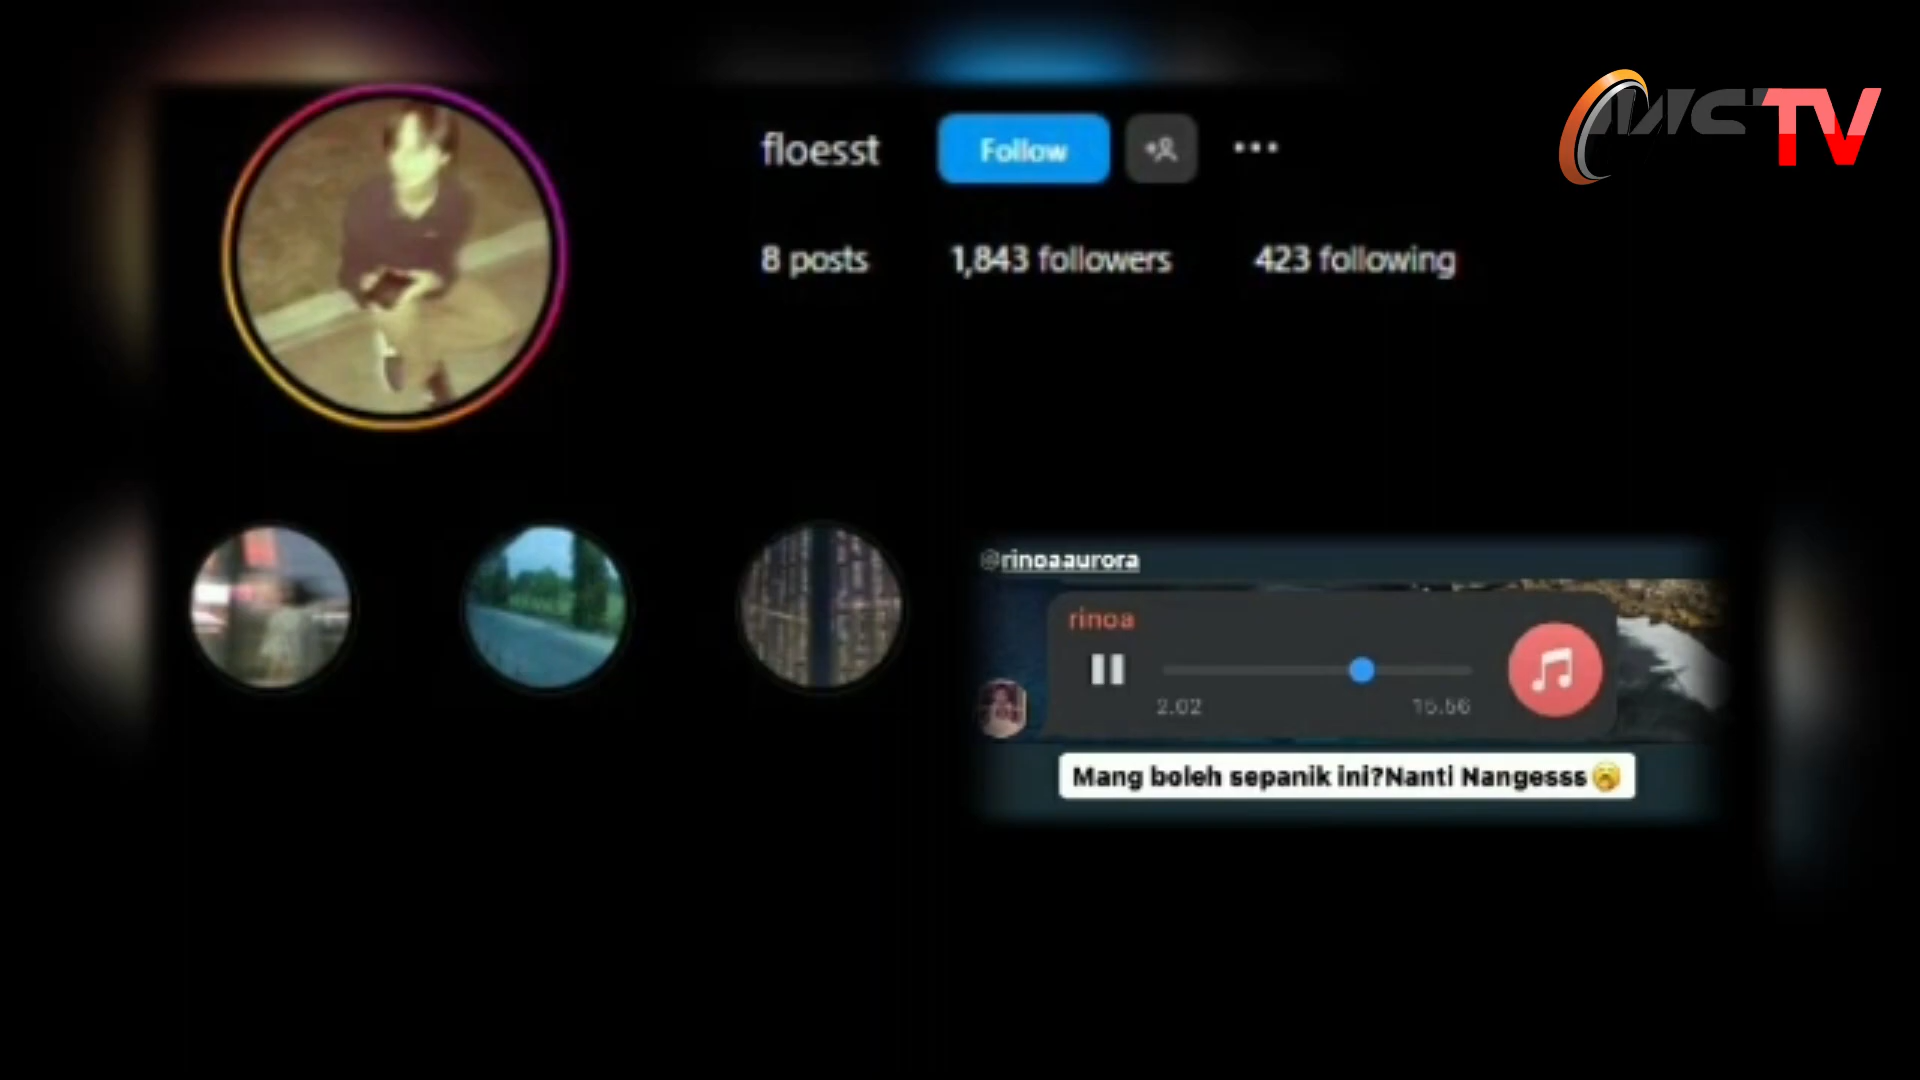 MCTV
floesst
Follow
8 posts
1,843 followers
423 following
@rinoaaurora
rinoa
2.02
15.56
Mang boleh sepanik ini?Nanti Nangesss